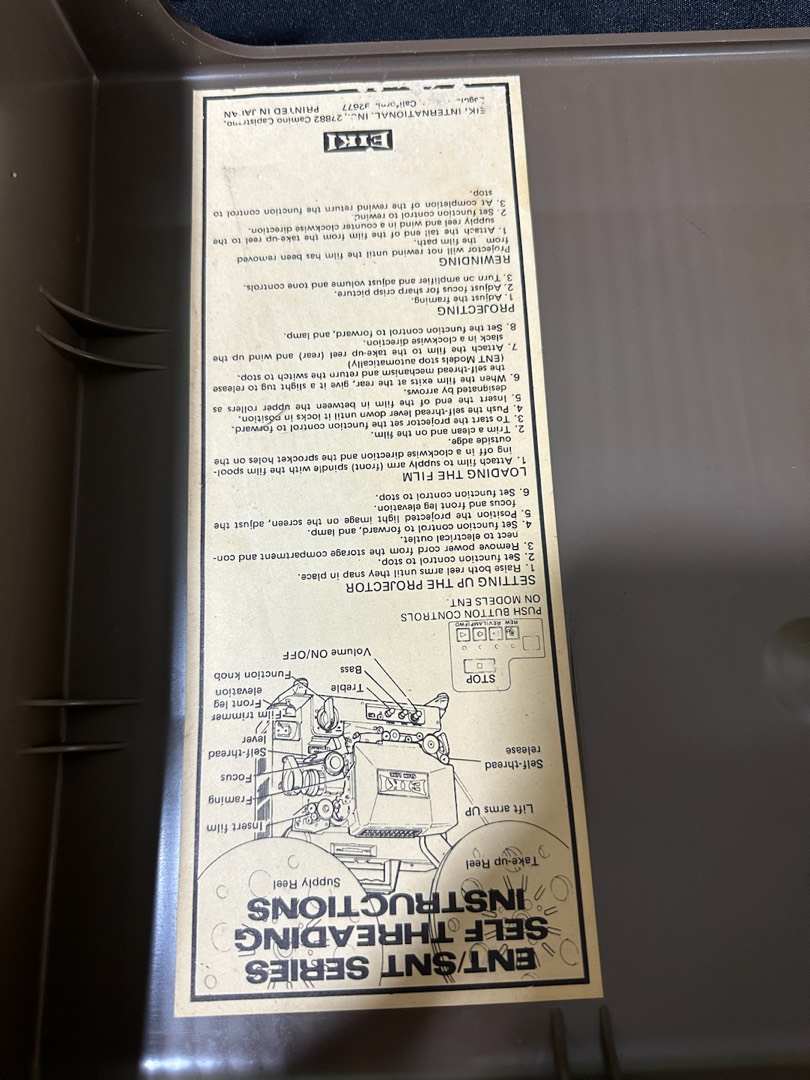 ENT/SNT SERIES
SELF THREADING
INSTRUCTIONS
Take-up Reel
Supply Reel
Lift arms UP
Insert film
Framing
Self-thread
release
Focus
Self-thread
lever
Film trimmer
Front leg
elevation
Function knob
Treble
Bass
Volume ON/OFF
EIKI
STOP
REW REV LAMP FWD
PUSH BUTTON CONTROLS
ON MODELS ENT
SETTING UP THE PROJECTOR
1. Raise both reel arms until they snap in place.
2. Set function control to stop.
3. Remove power cord from the storage compartment and con-
nect to electrical outlet.
4. Set function control to forward, and lamp.
5. Position the projected light image on the screen, adjust the
focus and front leg elevation.
6. Set function control to stop.
LOADING THE FILM
1. Attach film to supply arm (front) spindle with the film spool-
ing off in a clockwise direction and the sprocket holes on the
outside edge.
2. Trim a clean and on the film.
3. To start the projector set the function control to forward.
4. Push the self-thread lever down until it locks in position.
5. Insert the end of the film in between the upper rollers as
designated by arrows.
6. When the film exits at the rear, give it a slight tug to release
the self-thread mechanism and return the switch to stop.
(ENT Models stop automatically)
7. Attach the film to the take-up reel (rear) and wind up the
slack in a clockwise direction.
8. Set the function control to forward, and lamp.
PROJECTING
1. Adjust the framing.
2. Adjust focus for sharp crisp picture.
3. Turn on amplifier and adjust volume and tone controls.
REWINDING
Projector will not rewind until the film has been removed
from the film path.
1. Attach the tail end of the film from the take-up reel to the
supply reel and wind in a counter clockwise direction.
2. Set function control to rewind.
3. At completion of the rewind return the function control to
stop.
EIKI
EIKI, INTERNATIONAL, INC., 27882 Camino Capistrano,
California, 92677 PRINTED IN JAPAN